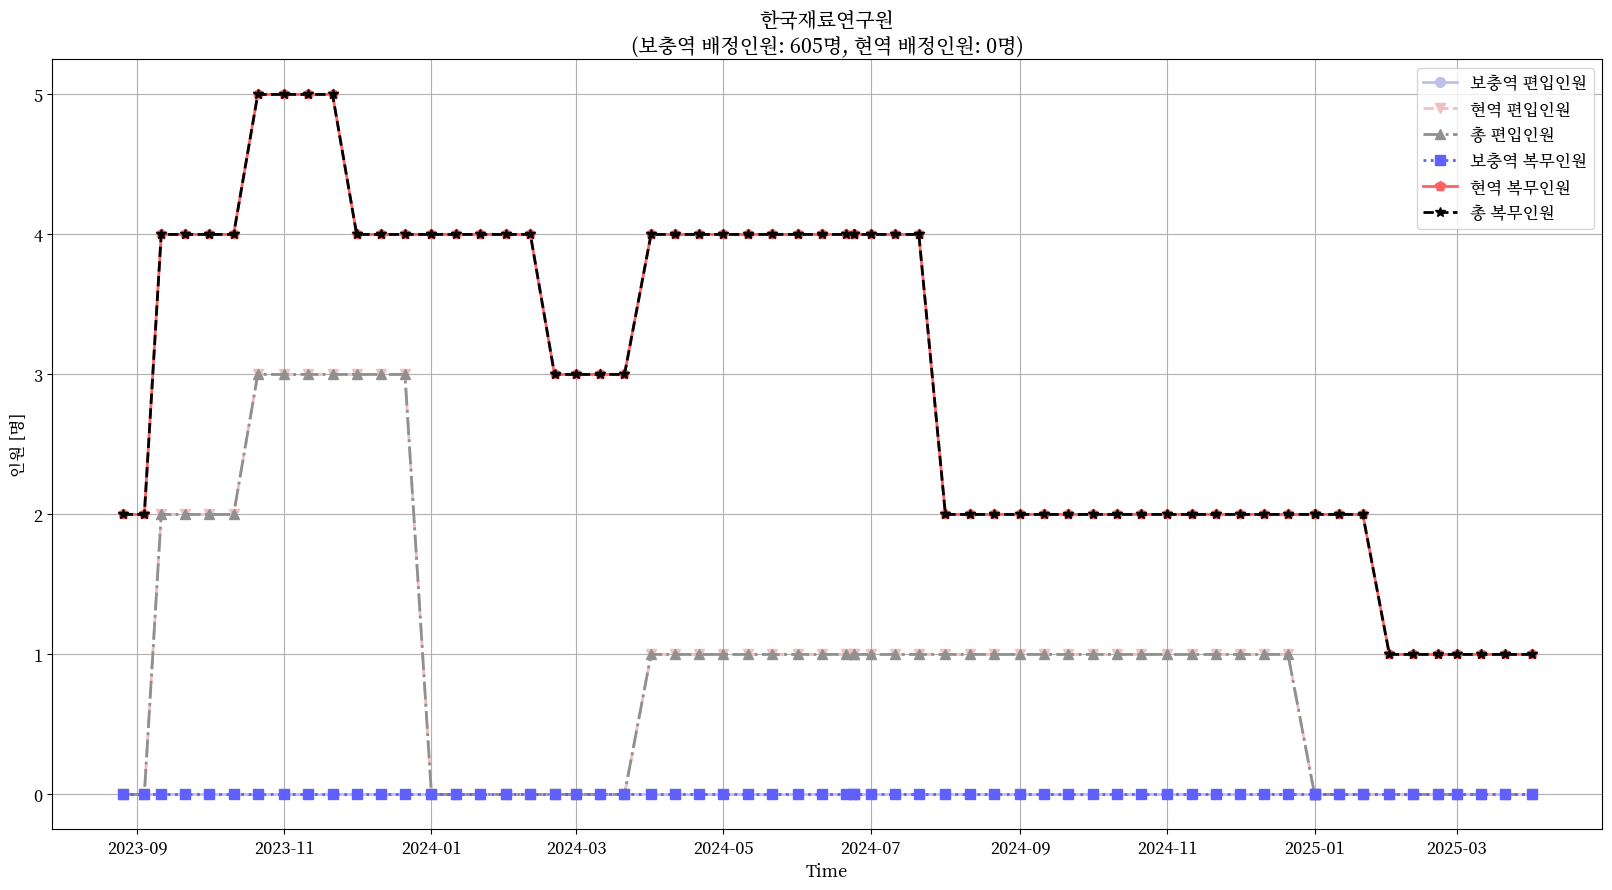 한국재료연구원
(보충역 배정인원: 605명, 현역 배정인원: 0명)
보충역 편입인원
현역 편입인원
총 편입인원
보충역 복무인원
현역 복무인원
총 복무인원
인원 [명]
5
4
3
2
1
0
2023-09 2023-11 2024-01 2024-03 2024-05 2024-07 2024-09 2024-11 2025-01 2025-03
Time